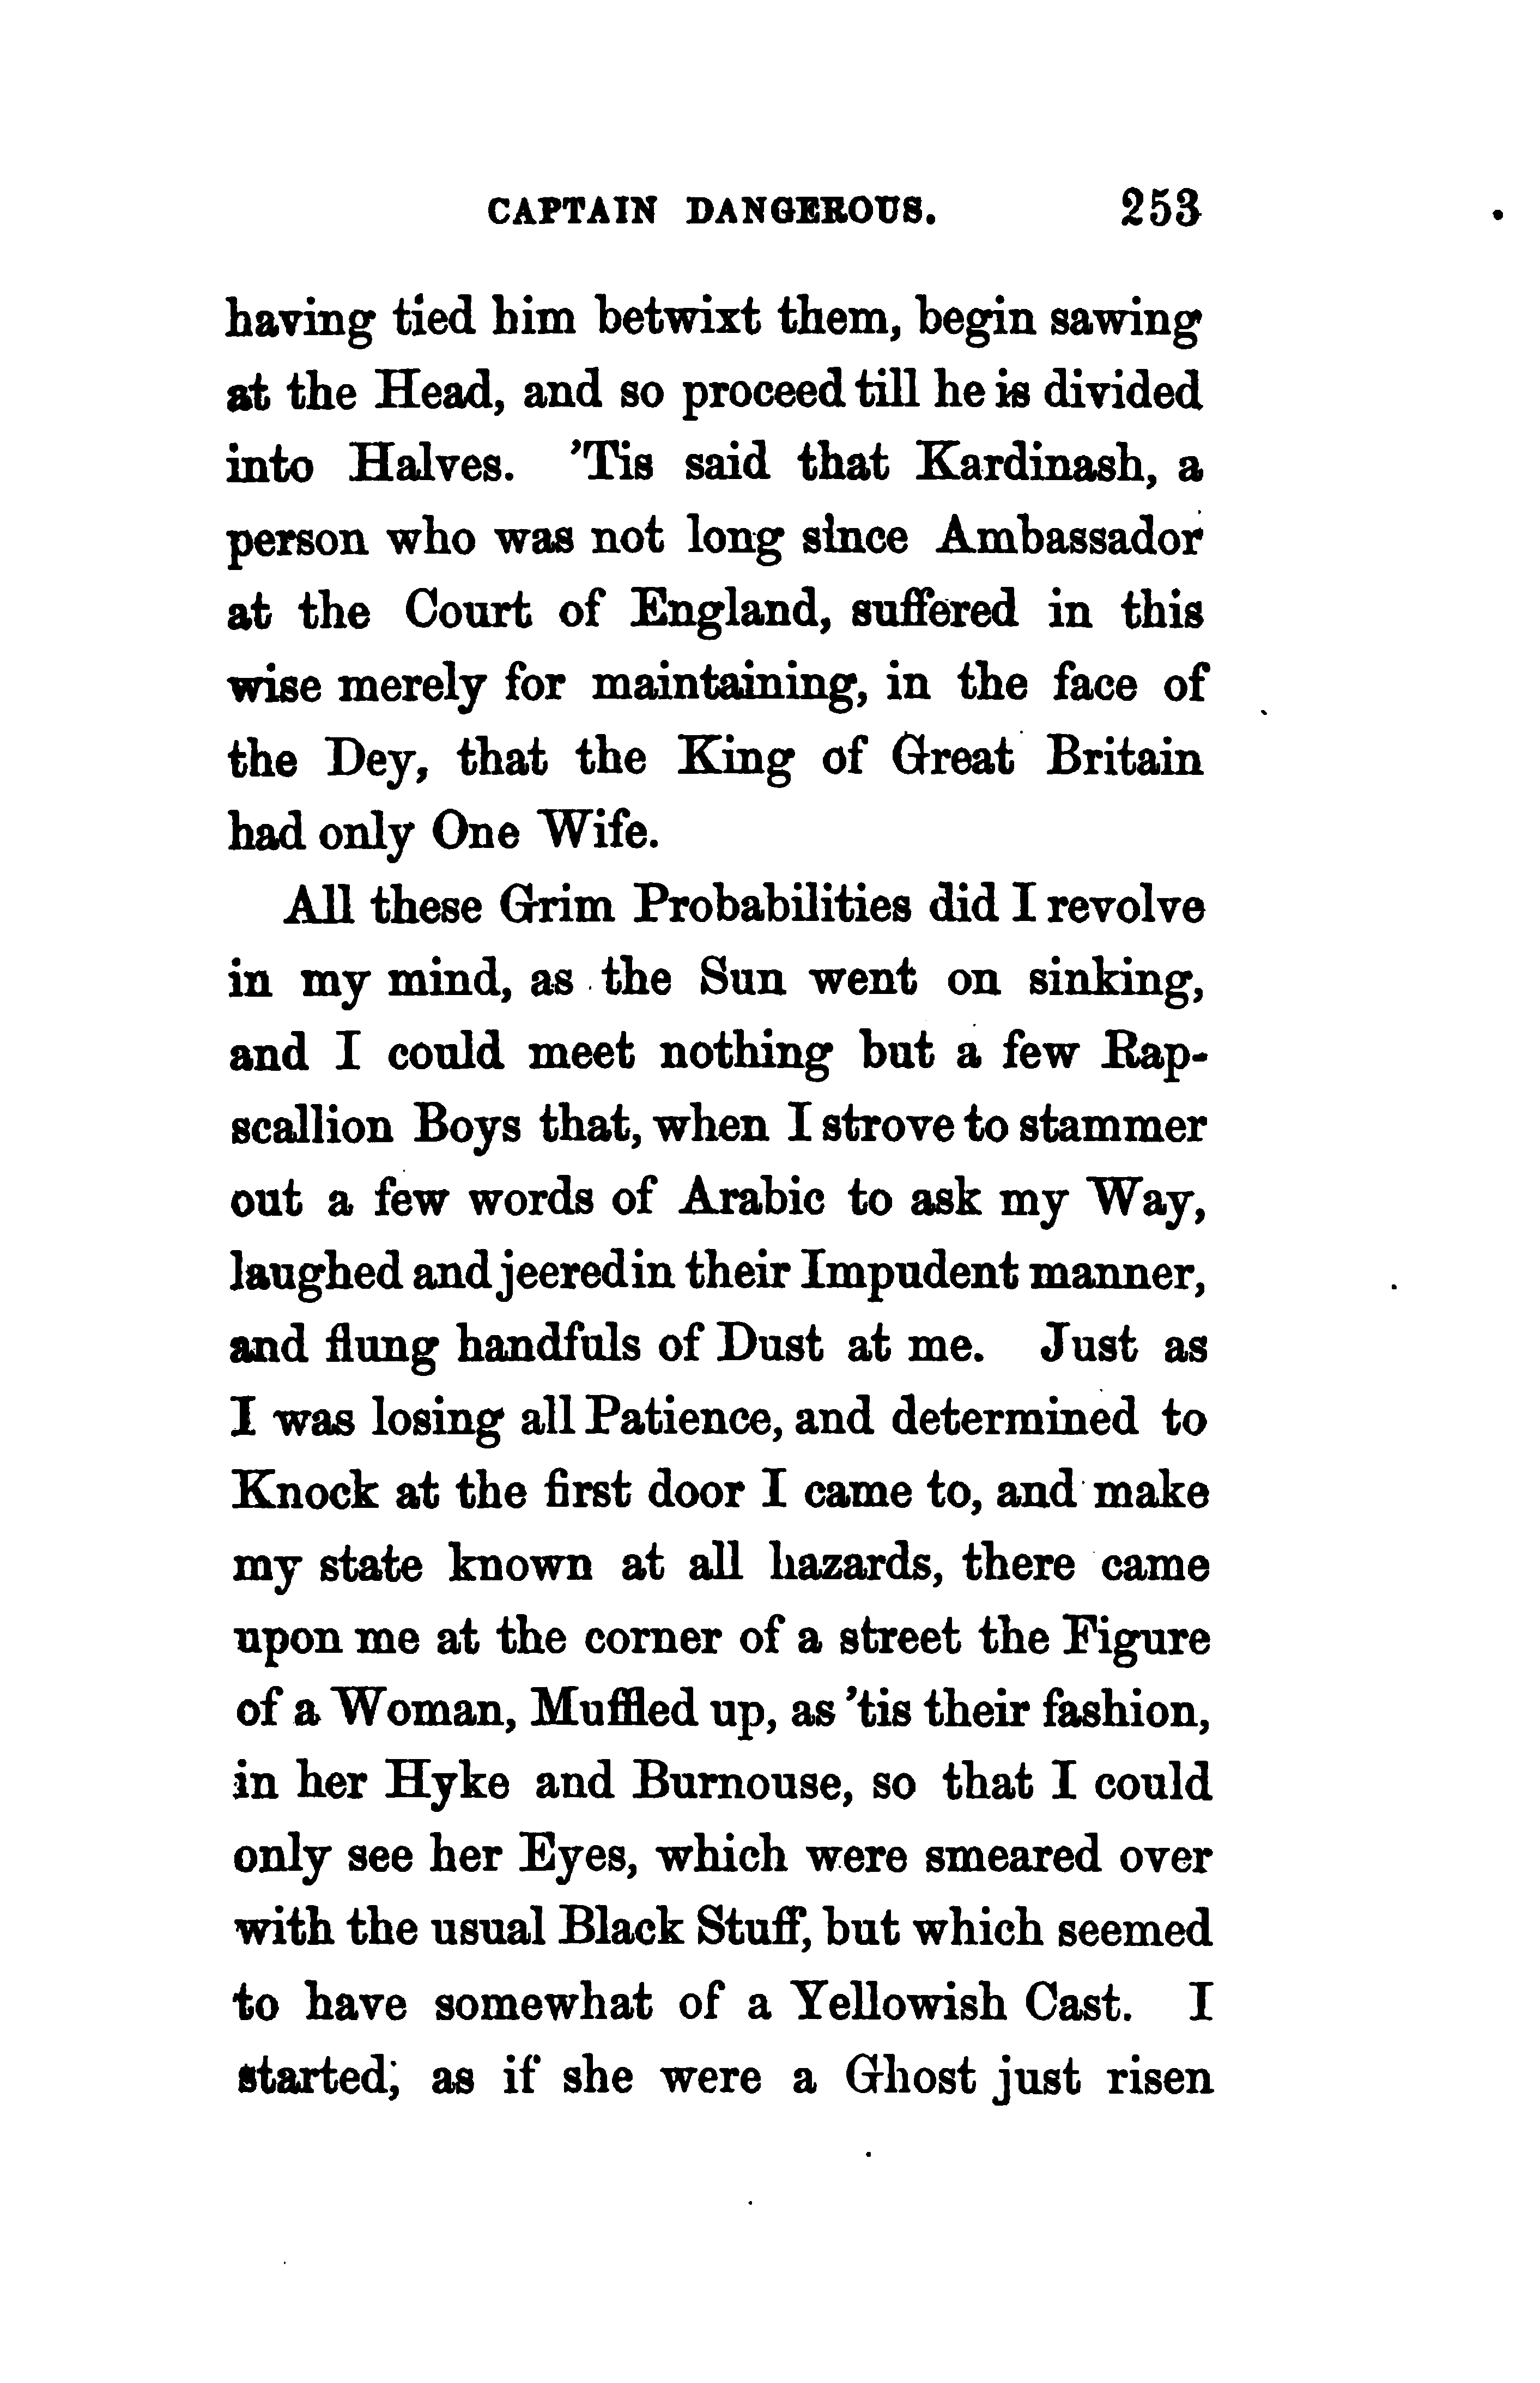 CAPTAIN DANGEROUS. 253
having tied him betwixt them, begin sawing
at the Head, and so proceed till he is divided
into Halves. 'Tis said that Kardinash, a
person who was not long since Ambassador
at the Court of England, suffered in this
wise merely for maintaining, in the face of
the Dey, that the King of Great Britain
had only One Wife.
All these Grim Probabilities did I revolve
in my mind, as the Sun went on sinking,
and I could meet nothing but a few Rap-
scallion Boys that, when I strove to stammer
out a few words of Arabic to ask my Way,
laughed and jeered in their Impudent manner,
and flung handfuls of Dust at me. Just as
I was losing all Patience, and determined to
Knock at the first door I came to, and make
my state known at all hazards, there came
upon me at the corner of a street the Figure
of a Woman, Muffled up, as 'tis their fashion,
in her Hyke and Burnouse, so that I could
only see her Eyes, which were smeared over
with the usual Black Stuff, but which seemed
to have somewhat of a Yellowish Cast. I
started, as if she were a Ghost just risen